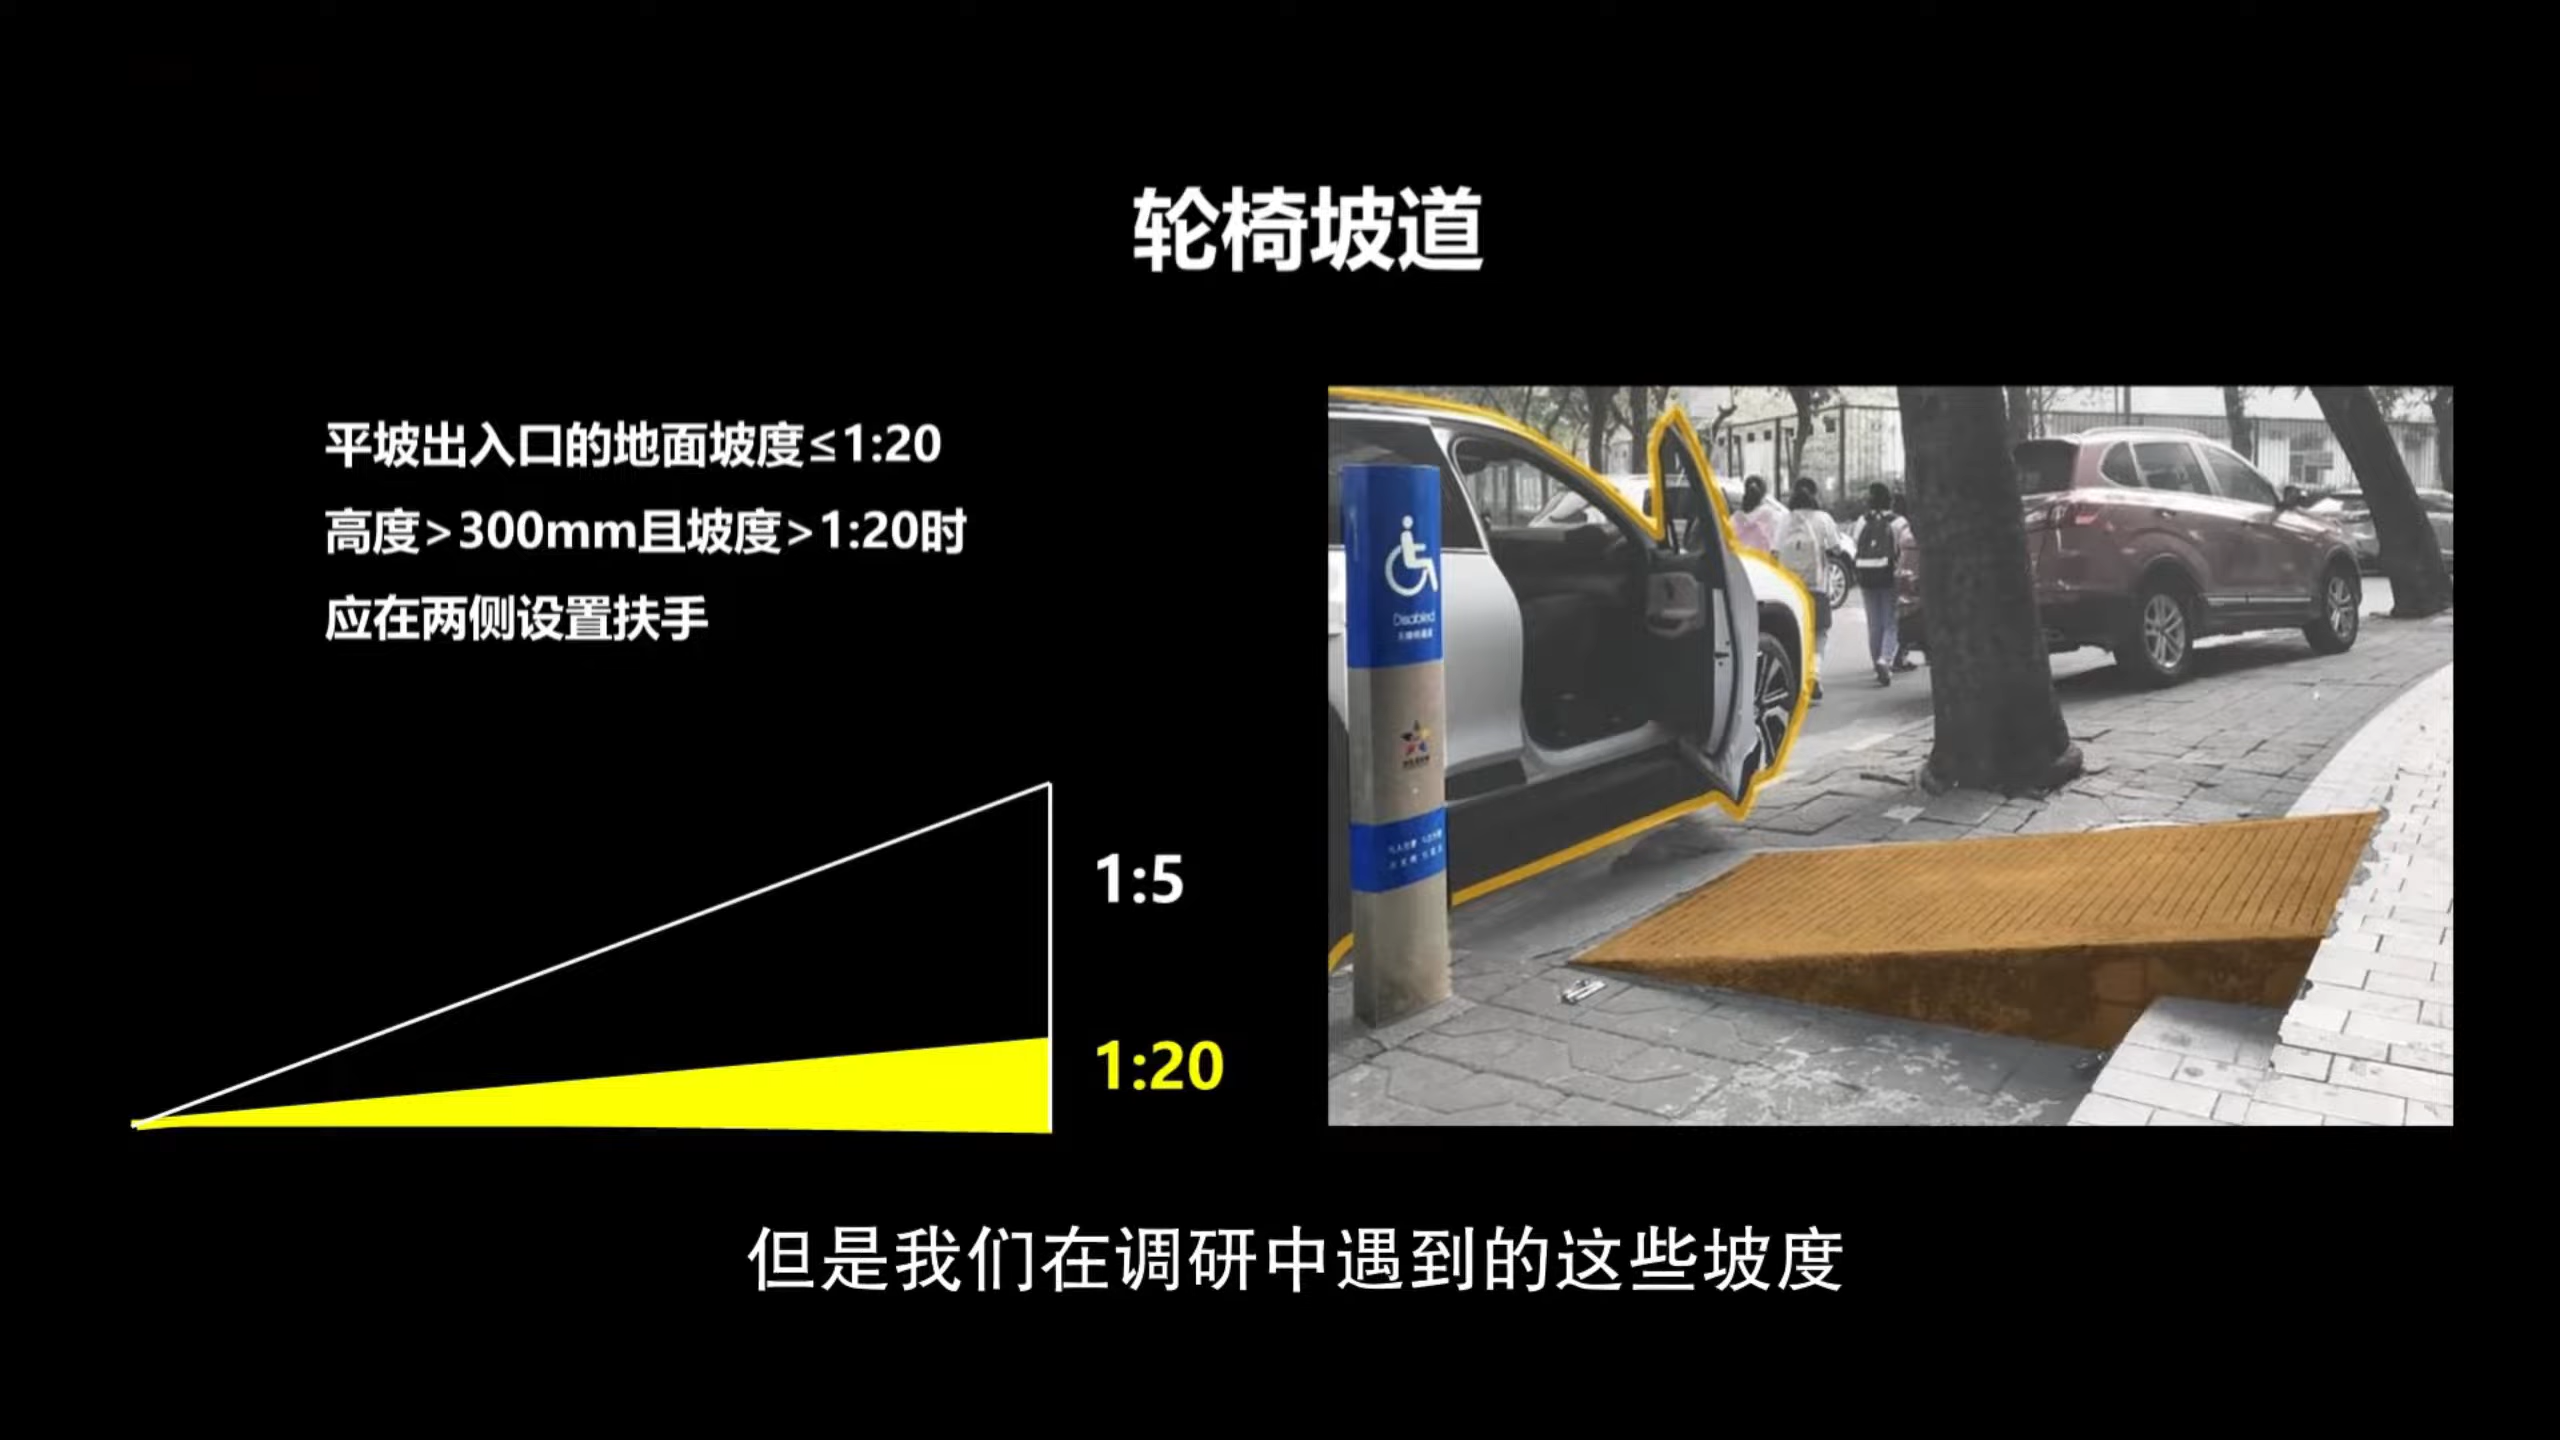 轮椅坡道
平坡出入口的地面坡度≤1:20
高度>300mm且坡度>1:20时
应在两侧设置扶手
1:5
1:20
Disabled
但是我们在调研中遇到的这些坡度